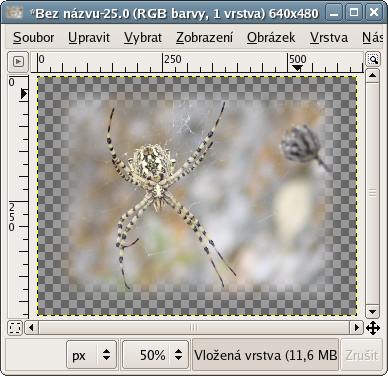 *Bez názvu-25.0 (RGB barvy, 1 vrstva) 640x480
Soubor Upravit Vybrat Zobrazení Obrázek Vrstva Nás
0 250 500
0
250
px 50% Vložená vrstva (11,6 MB Zrušit